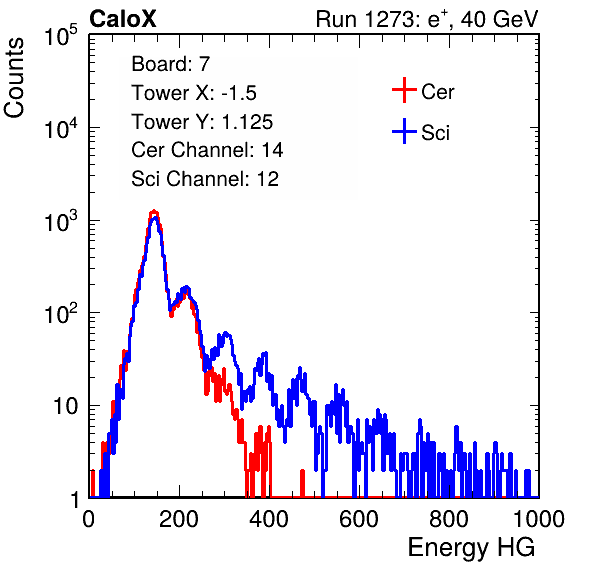 CaloX Run 1273: e⁺, 40 GeV
Counts
Board: 7
Tower X: -1.5
Tower Y: 1.125
Cer Channel: 14
Sci Channel: 12
Cer
Sci
10⁵
10⁴
10³
10²
10
1
0 200 400 600 800 1000
Energy HG